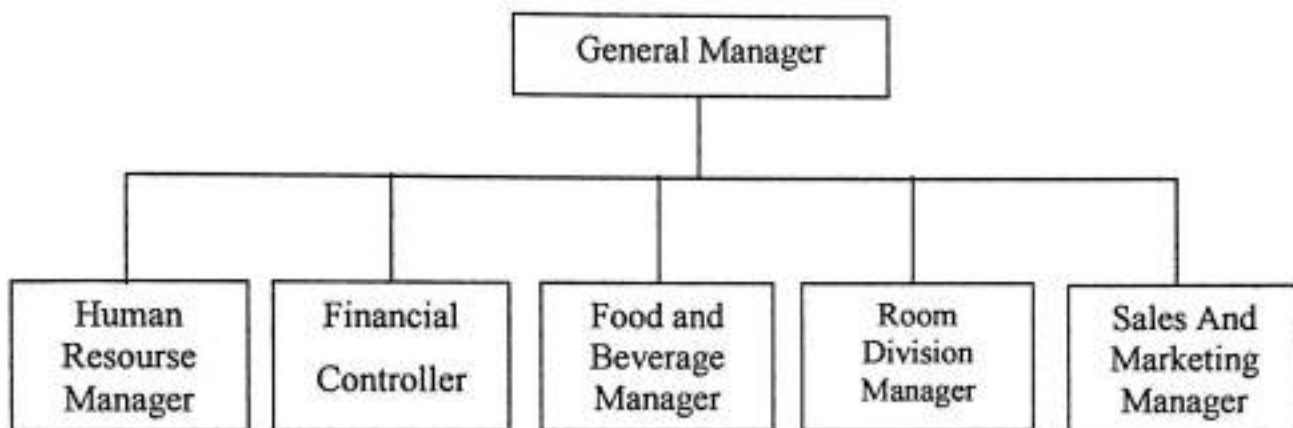 General Manager
Human
Resourse
Manager
Financial
Controller
Food and
Beverage
Manager
Room
Division
Manager
Sales And
Marketing
Manager